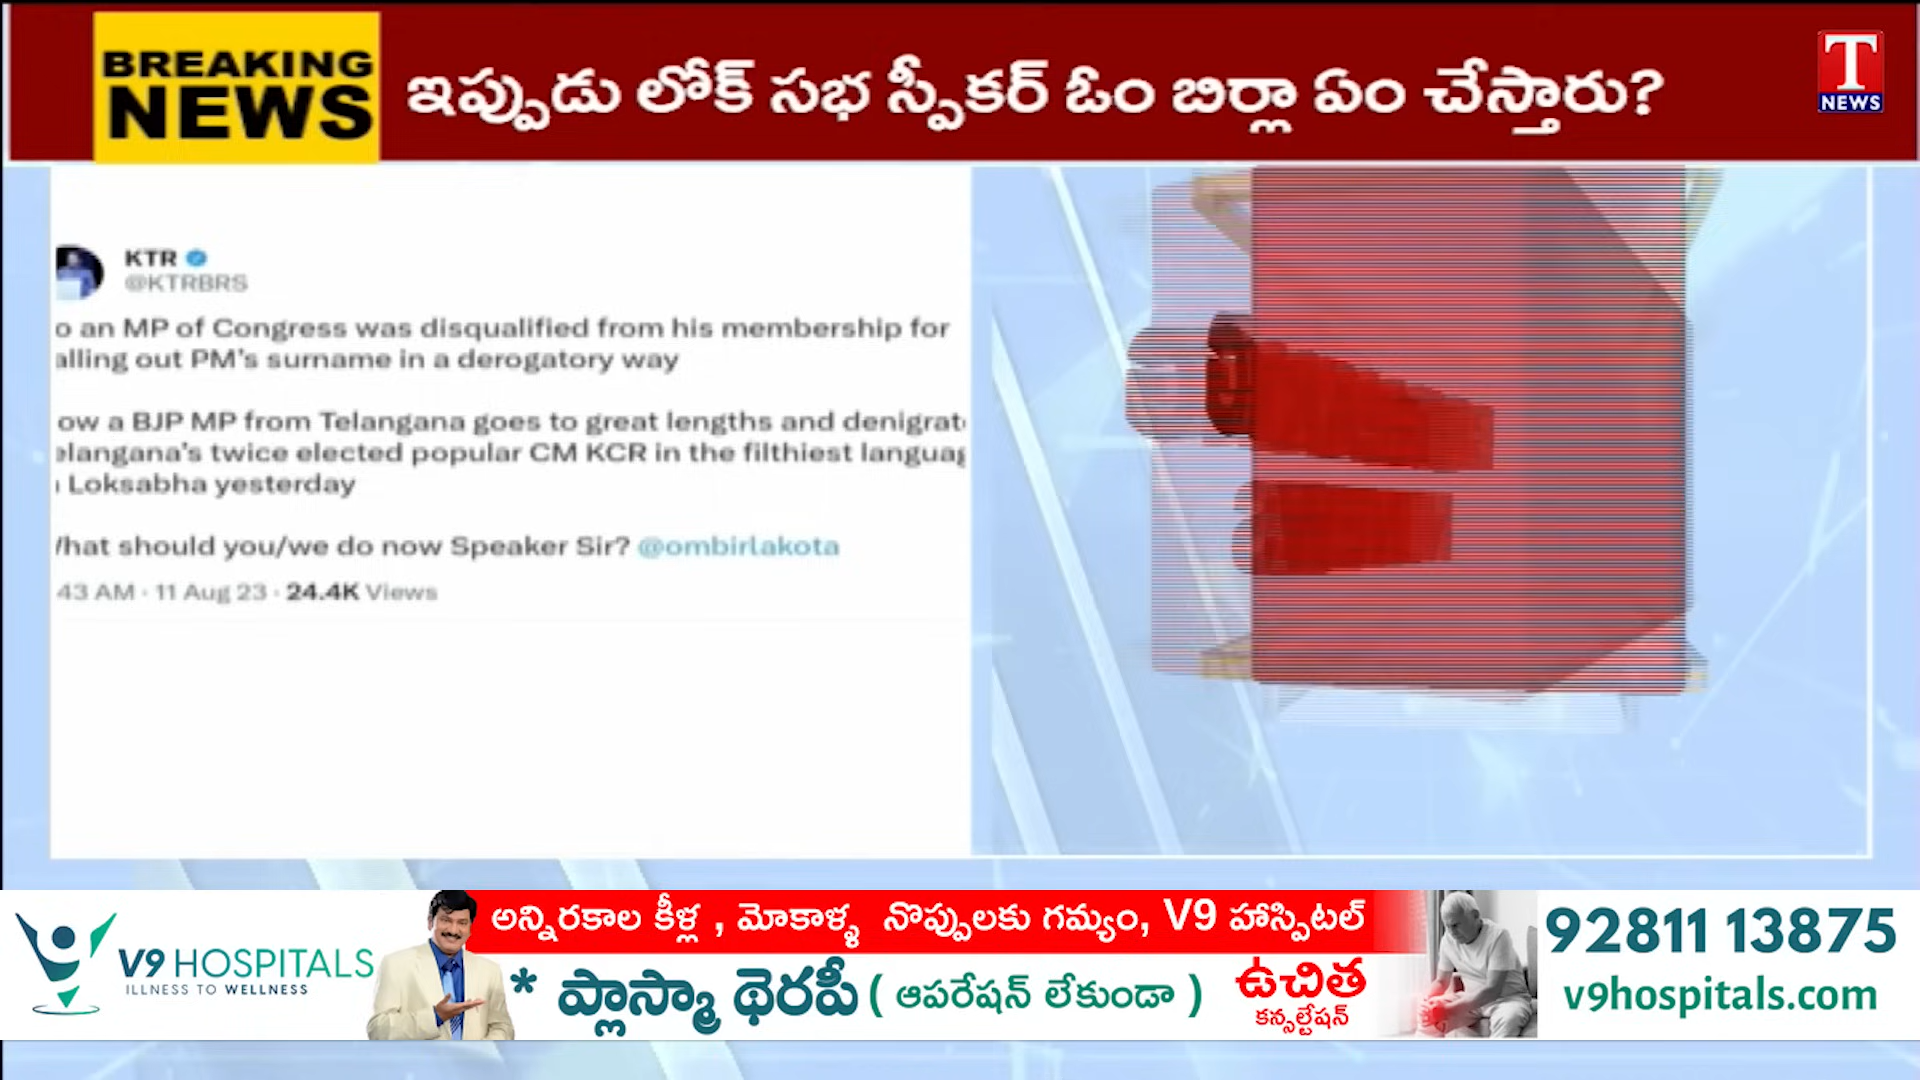 BREAKING
NEWS
ఇప్పుడు లోక్ సభ స్పీకర్ ఓం బిర్లా ఏం చేస్తారు?
T
NEWS
KTR
@KTRBRS
o an MP of Congress was disqualified from his membership for
alling out PM's surname in a derogatory way
ow a BJP MP from Telangana goes to great lengths and denigrat
elangana's twice elected popular CM KCR in the filthiest languag
Loksabha yesterday
hat should you/we do now Speaker Sir? @ombirlakota
43 AM · 11 Aug 23 · 24.4K Views
V9 HOSPITALS
ILLNESS TO WELLNESS
అన్నిరకాల కీళ్ల , మోకాళ్ళ నొప్పులకు గమ్యం, V9 హాస్పిటల్
* ప్లాస్మా థెరపీ ( ఆపరేషన్ లేకుండా )
ఉచిత
కన్సల్టేషన్
92811 13875
v9hospitals.com